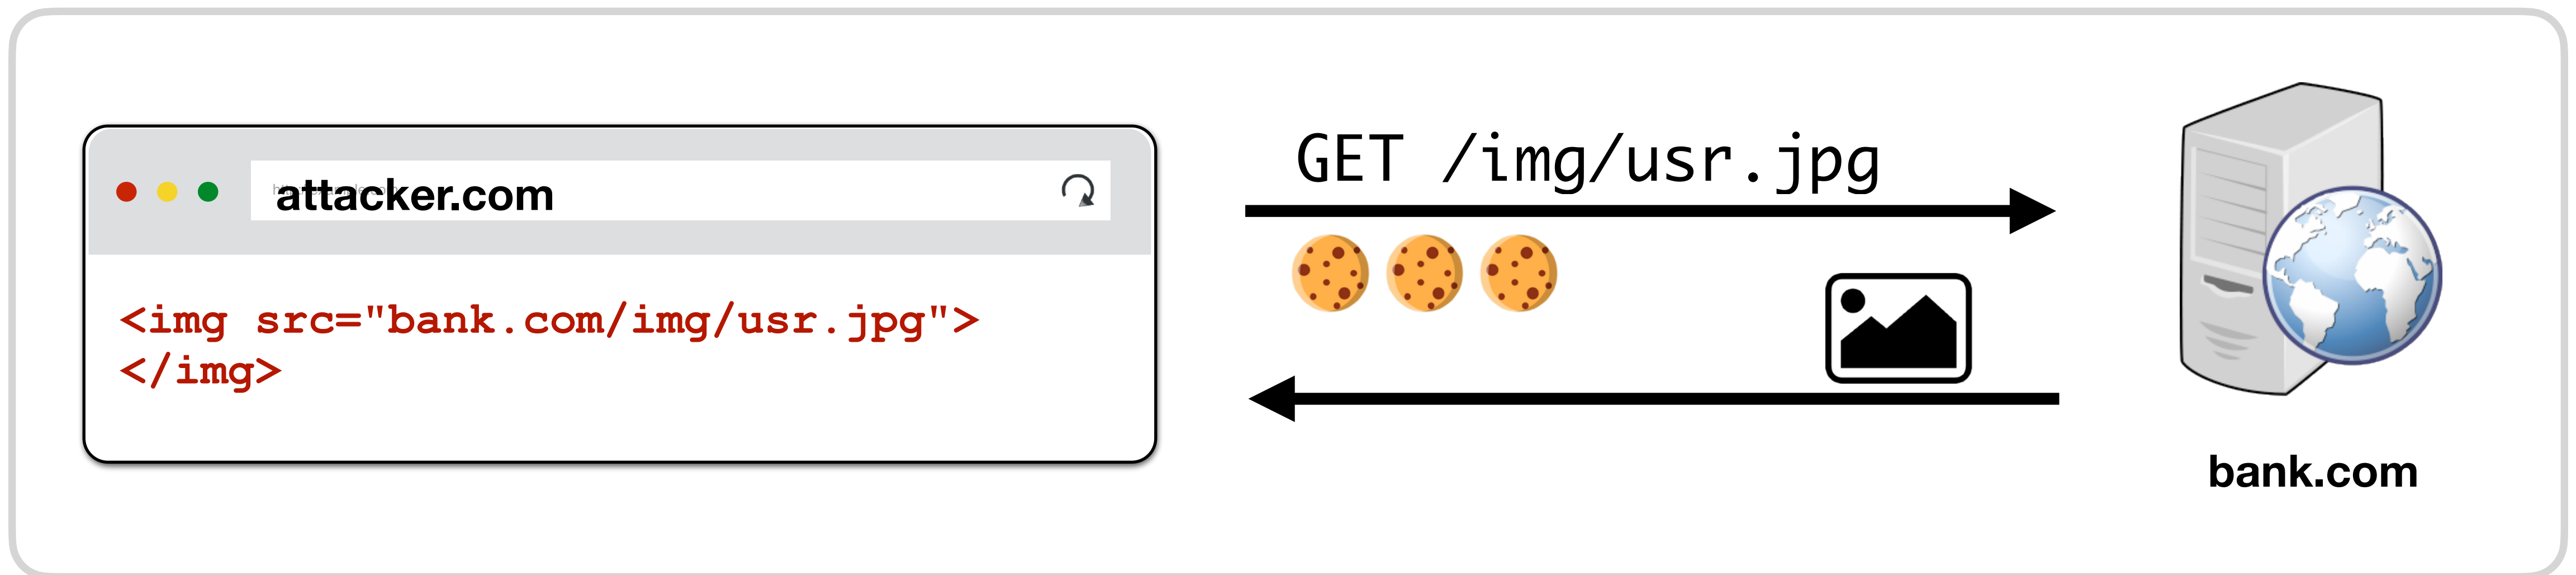 attacker.com
<img src="bank.com/img/usr.jpg">
</img>
GET /img/usr.jpg
bank.com